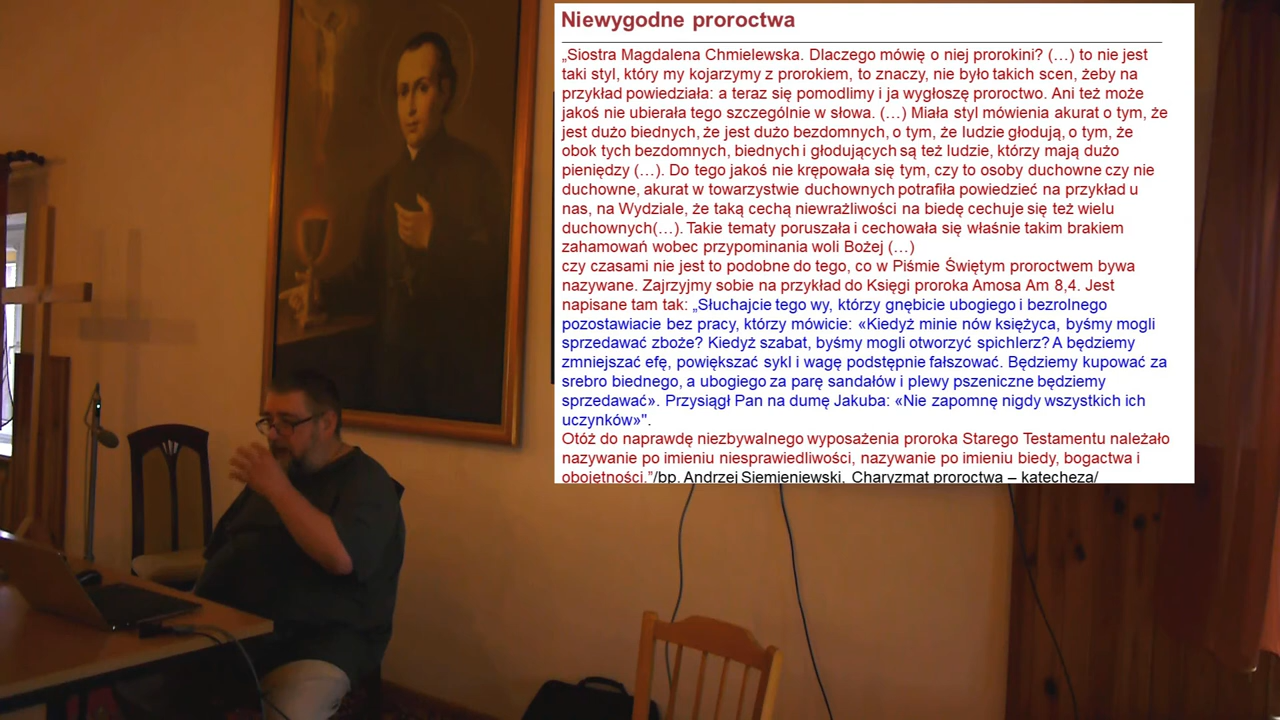 Niewygodne proroctwa
„Siostra Magdalena Chmielewska. Dlaczego mówię o niej prorokini? (…) to nie jest
taki styl, który my kojarzymy z prorokiem, to znaczy, nie było takich scen, żeby na
przykład powiedziała: a teraz się pomodlimy i ja wygłoszę proroctwo. Ani też może
jakoś nie ubierała tego szczególnie w słowa. (…) Miała styl mówienia akurat o tym, że
jest dużo biednych, że jest dużo bezdomnych, o tym, że ludzie głodują, o tym, że
obok tych bezdomnych, biednych i głodujących są też ludzie, którzy mają dużo
pieniędzy (…). Do tego jakoś nie krępowała się tym, czy to osoby duchowne czy nie
duchowne, akurat w towarzystwie duchownych potrafiła powiedzieć na przykład u
nas, na Wydziale, że taką cechą niewrażliwości na biedę cechuje się też wielu
duchownych(…). Takie tematy poruszała i cechowała się właśnie takim brakiem
zahamowań wobec przypominania woli Bożej (…)
czy czasami nie jest to podobne do tego, co w Piśmie Świętym proroctwem bywa
nazywane. Zajrzyjmy sobie na przykład do Księgi proroka Amosa Am 8,4. Jest
napisane tam tak: „Słuchajcie tego wy, którzy gnębicie ubogiego i bezrolnego
pozostawiacie bez pracy, którzy mówicie: «Kiedyż minie nów księżyca, byśmy mogli
sprzedawać zboże? Kiedyż szabat, byśmy mogli otworzyć spichlerz? A będziemy
zmniejszać efę, powiększać sykl i wagę podstępnie fałszować. Będziemy kupować za
srebro biednego, a ubogiego za parę sandałów i plewy pszeniczne będziemy
sprzedawać». Przysiągł Pan na dumę Jakuba: «Nie zapomnę nigdy wszystkich ich
uczynków»".
Otóż do naprawdę niezbywalnego wyposażenia proroka Starego Testamentu należało
nazywanie po imieniu niesprawiedliwości, nazywanie po imieniu biedy, bogactwa i
obojętności."/bp. Andrzej Siemieniewski, Charyzmat proroctwa – katecheza/